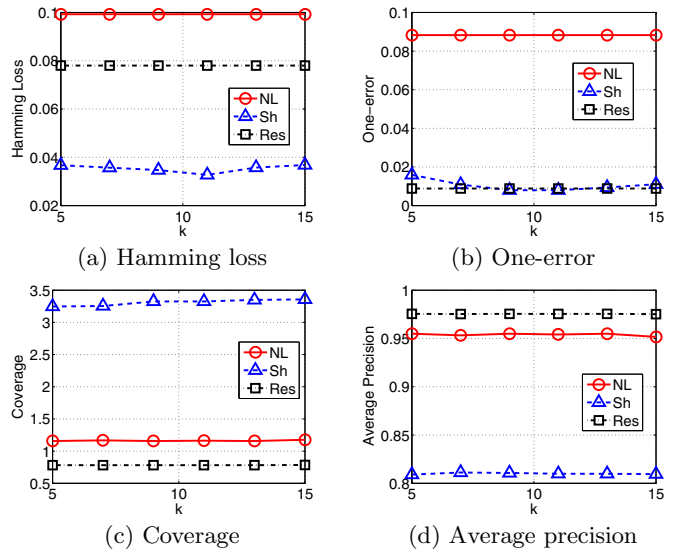 0.1
0.08
0.06
0.04
0.02
Hamming Loss
NL
Sh
Res
5 10 15
k
(a) Hamming loss
0.1
0.08
0.06
0.04
0.02
0
One−error
NL
Sh
Res
5 10 15
k
(b) One-error
3.5
3
2.5
2
1.5
1
0.5
Coverage
NL
Sh
Res
5 10 15
k
(c) Coverage
1
0.95
0.9
0.85
0.8
Average Precision
NL
Sh
Res
5 10 15
k
(d) Average precision